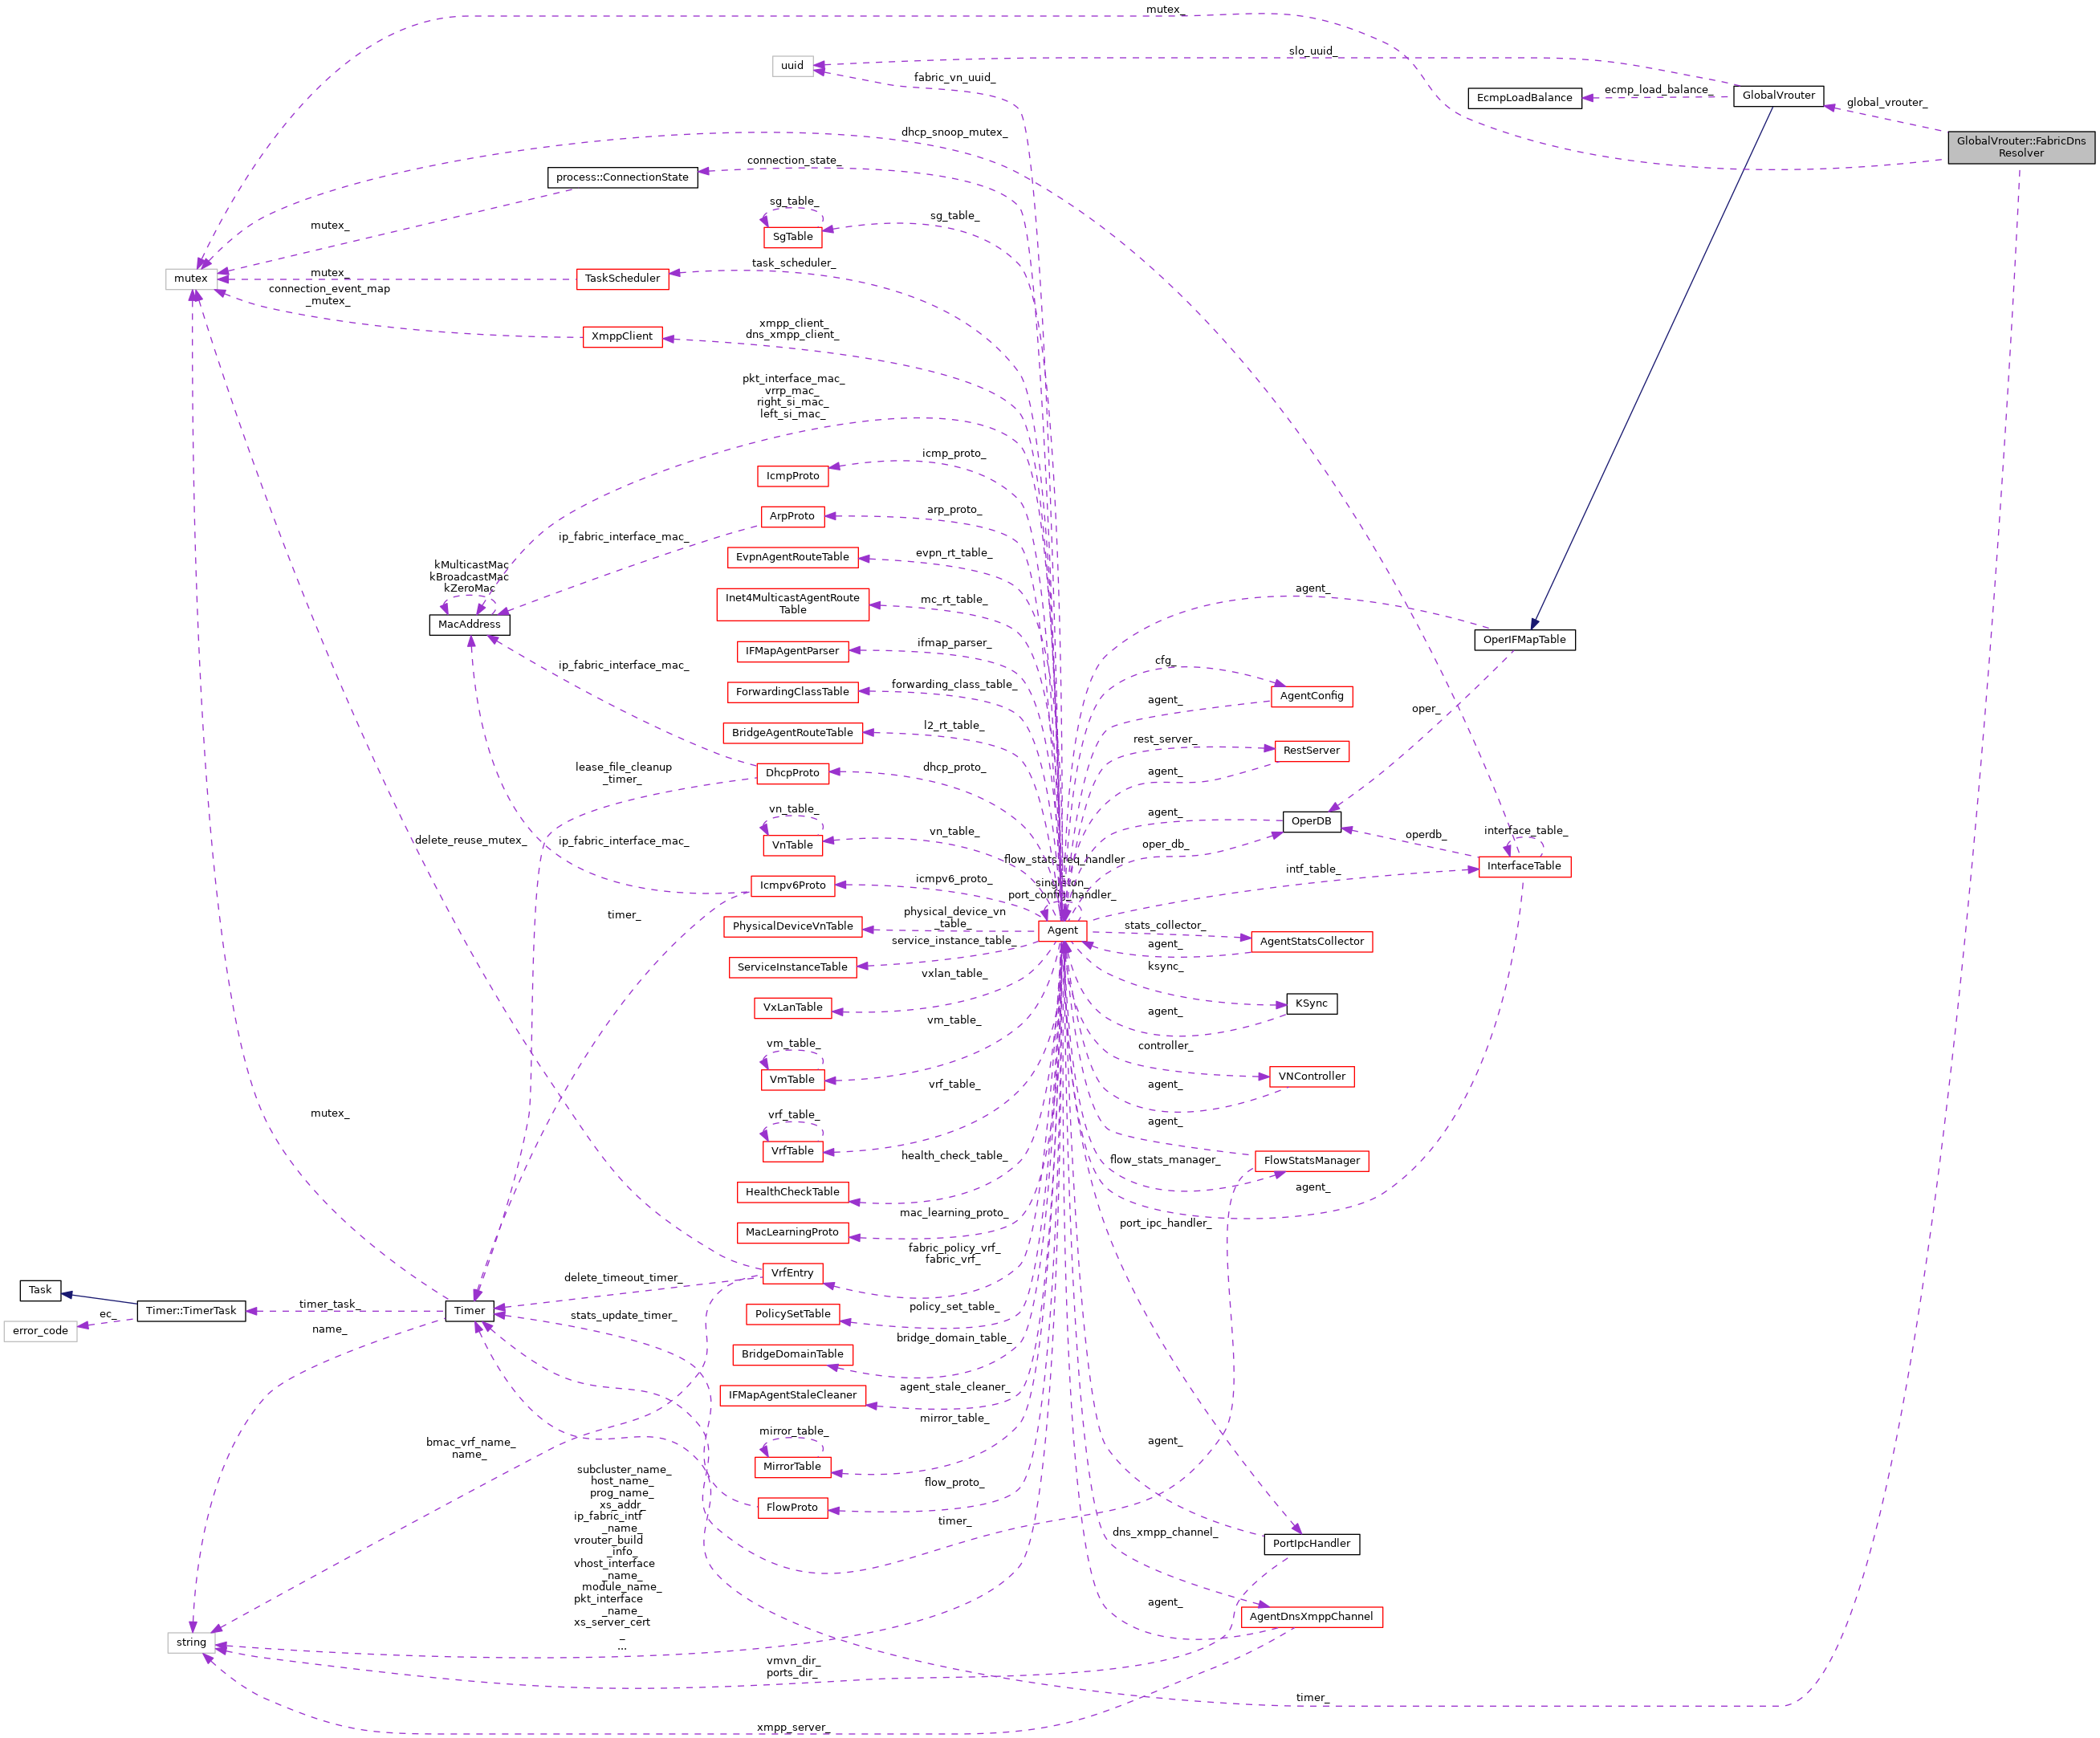 mutex_
slo_uuid_
uuid
fabric_vn_uuid_
EcmpLoadBalance
ecmp_load_balance_
GlobalVrouter
global_vrouter_
GlobalVrouter::FabricDns
Resolver
dhcp_snoop_mutex_
connection_state_
process::ConnectionState
sg_table_
sg_table_
SgTable
mutex_
task_scheduler_
mutex
mutex_
TaskScheduler
connection_event_map
_mutex_
xmpp_client_
dns_xmpp_client_
XmppClient
pkt_interface_mac_
vrrp_mac_
right_si_mac_
left_si_mac_
icmp_proto_
IcmpProto
arp_proto_
ArpProto
ip_fabric_interface_mac_
evpn_rt_table_
EvpnAgentRouteTable
kMulticastMac
kBroadcastMac
kZeroMac
MacAddress
mc_rt_table_
Inet4MulticastAgentRoute
Table
agent_
OperIFMapTable
ifmap_parser_
IFMapAgentParser
ip_fabric_interface_mac_
cfg_
AgentConfig
forwarding_class_table_
ForwardingClassTable
agent_
oper_
l2_rt_table_
BridgeAgentRouteTable
rest_server_
RestServer
lease_file_cleanup
_timer_
dhcp_proto_
DhcpProto
agent_
vn_table_
agent_
OperDB
operdb_
interface_table_
InterfaceTable
delete_reuse_mutex_
ip_fabric_interface_mac_
VnTable
vn_table_
oper_db_
flow_stats_req_handler
singleton_
port_config_handler_
intf_table_
icmpv6_proto_
Icmpv6Proto
timer_
physical_device_vn
_table_
PhysicalDeviceVnTable
Agent
stats_collector_
AgentStatsCollector
agent_
service_instance_table_
ServiceInstanceTable
ksync_
vxlan_table_
VxLanTable
KSync
agent_
vm_table_
vm_table_
VmTable
controller_
VNController
agent_
vrf_table_
vrf_table_
VrfTable
mutex_
agent_
health_check_table_
flow_stats_manager_
FlowStatsManager
HealthCheckTable
agent_
mac_learning_proto_
MacLearningProto
port_ipc_handler_
fabric_policy_vrf_
fabric_vrf_
VrfEntry
delete_timeout_timer_
Task
Timer::TimerTask
timer_task_
Timer
ec_
error_code
name_
stats_update_timer_
policy_set_table_
PolicySetTable
bridge_domain_table_
BridgeDomainTable
agent_stale_cleaner_
IFMapAgentStaleCleaner
mirror_table_
mirror_table_
MirrorTable
bmac_vrf_name_
name_
agent_
flow_proto_
FlowProto
timer_
subcluster_name_
host_name_
prog_name_
xs_addr_
ip_fabric_intf
_name_
vrouter_build
_info_
vhost_interface
_name_
module_name_
pkt_interface
_name_
xs_server_cert
_
...
dns_xmpp_channel_
PortIpcHandler
agent_
AgentDnsXmppChannel
string
vmvn_dir_
ports_dir_
timer_
xmpp_server_